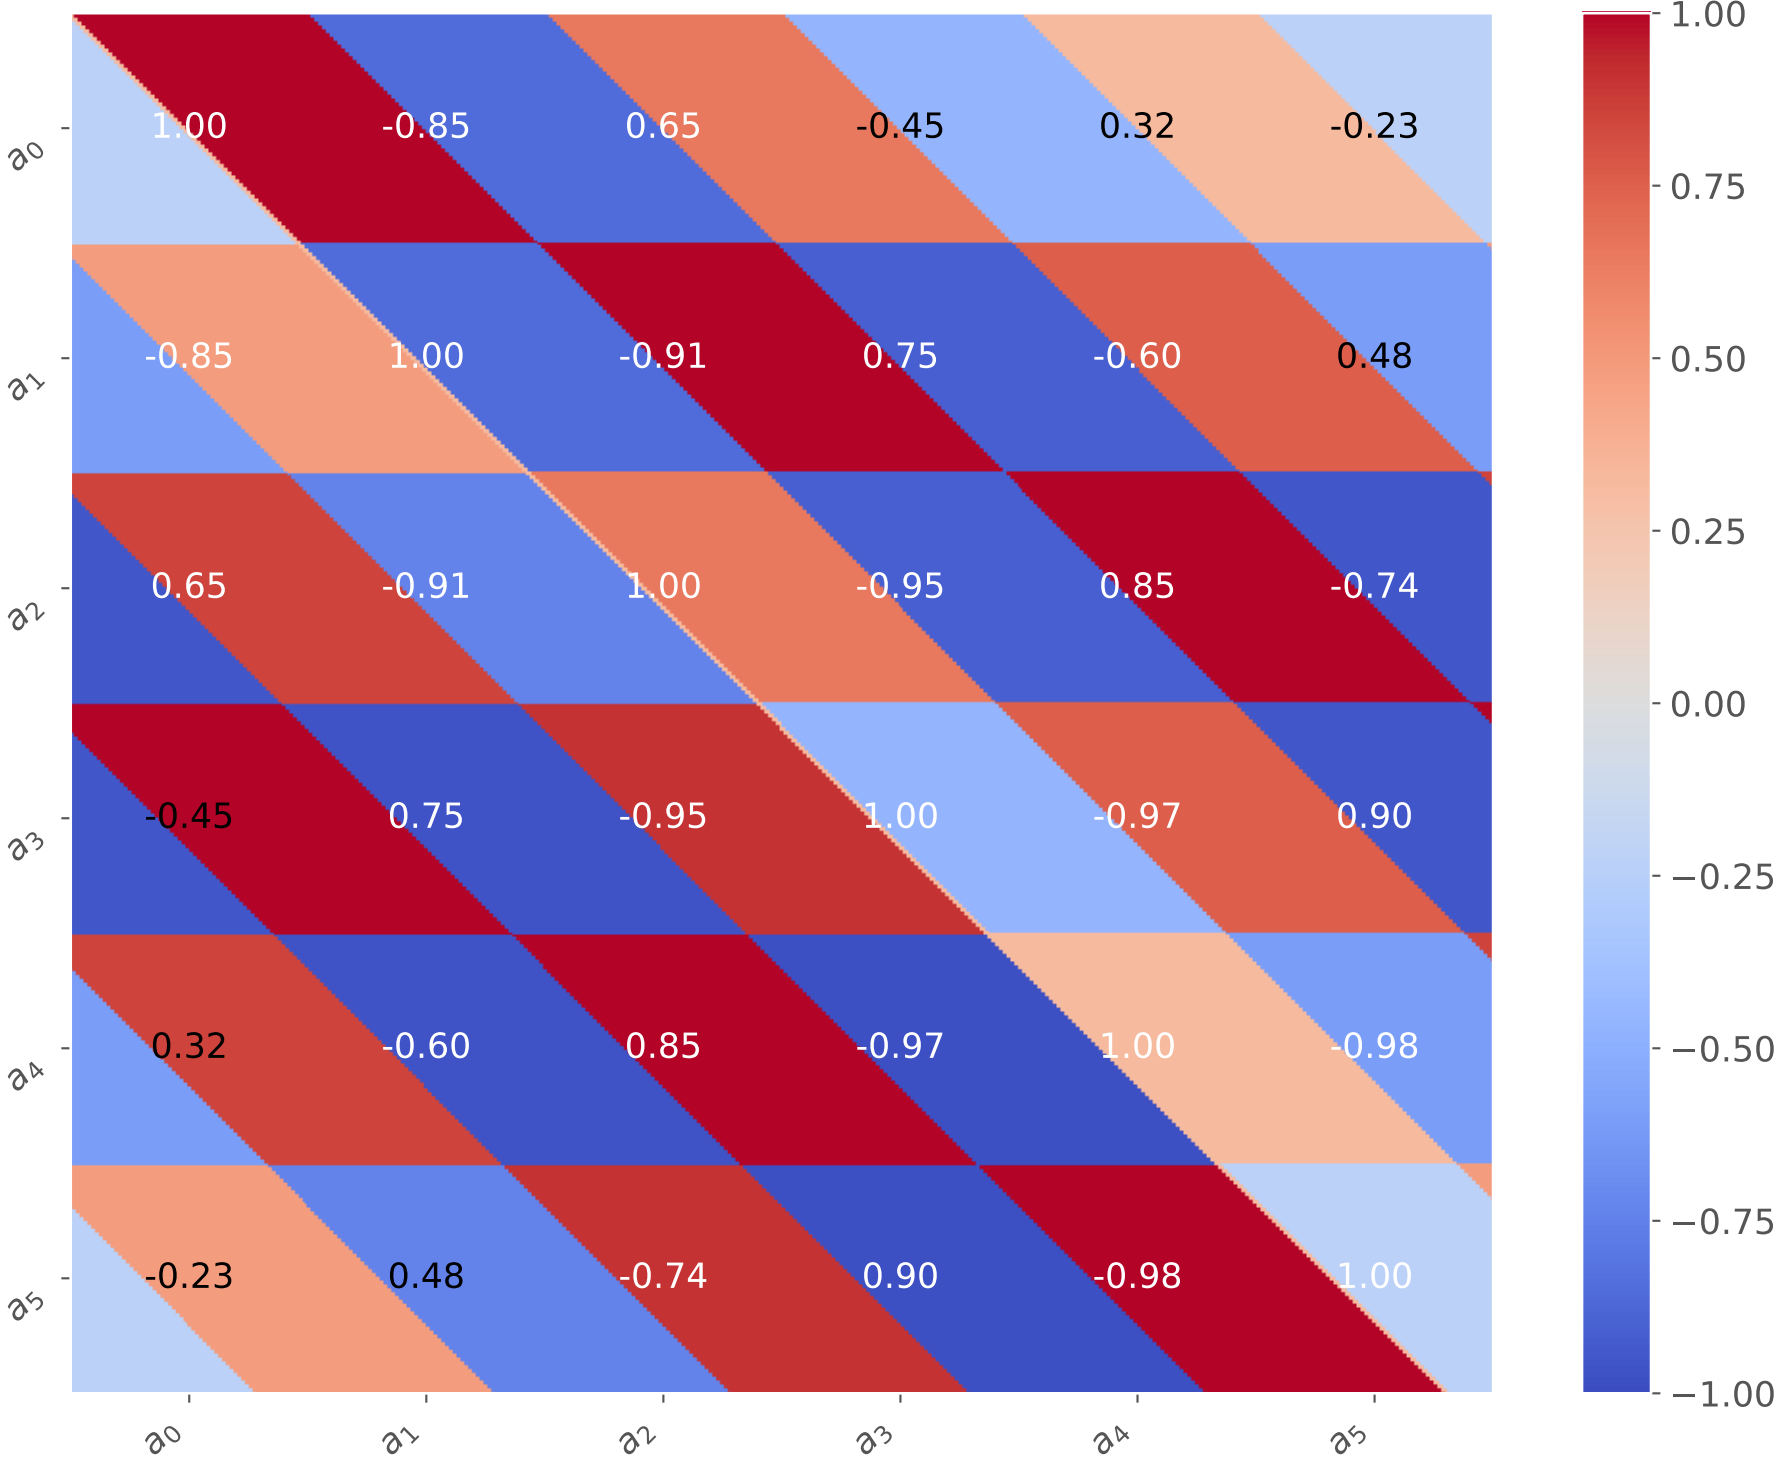 1.00 -0.85 0.65 -0.45 0.32 -0.23
-0.85 1.00 -0.91 0.75 -0.60 0.48
0.65 -0.91 1.00 -0.95 0.85 -0.74
-0.45 0.75 -0.95 1.00 -0.97 0.90
0.32 -0.60 0.85 -0.97 1.00 -0.98
-0.23 0.48 -0.74 0.90 -0.98 1.00
a₀
a₁
a₂
a₃
a₄
a₅
a₀ a₁ a₂ a₃ a₄ a₅
1.00
0.75
0.50
0.25
0.00
−0.25
−0.50
−0.75
−1.00